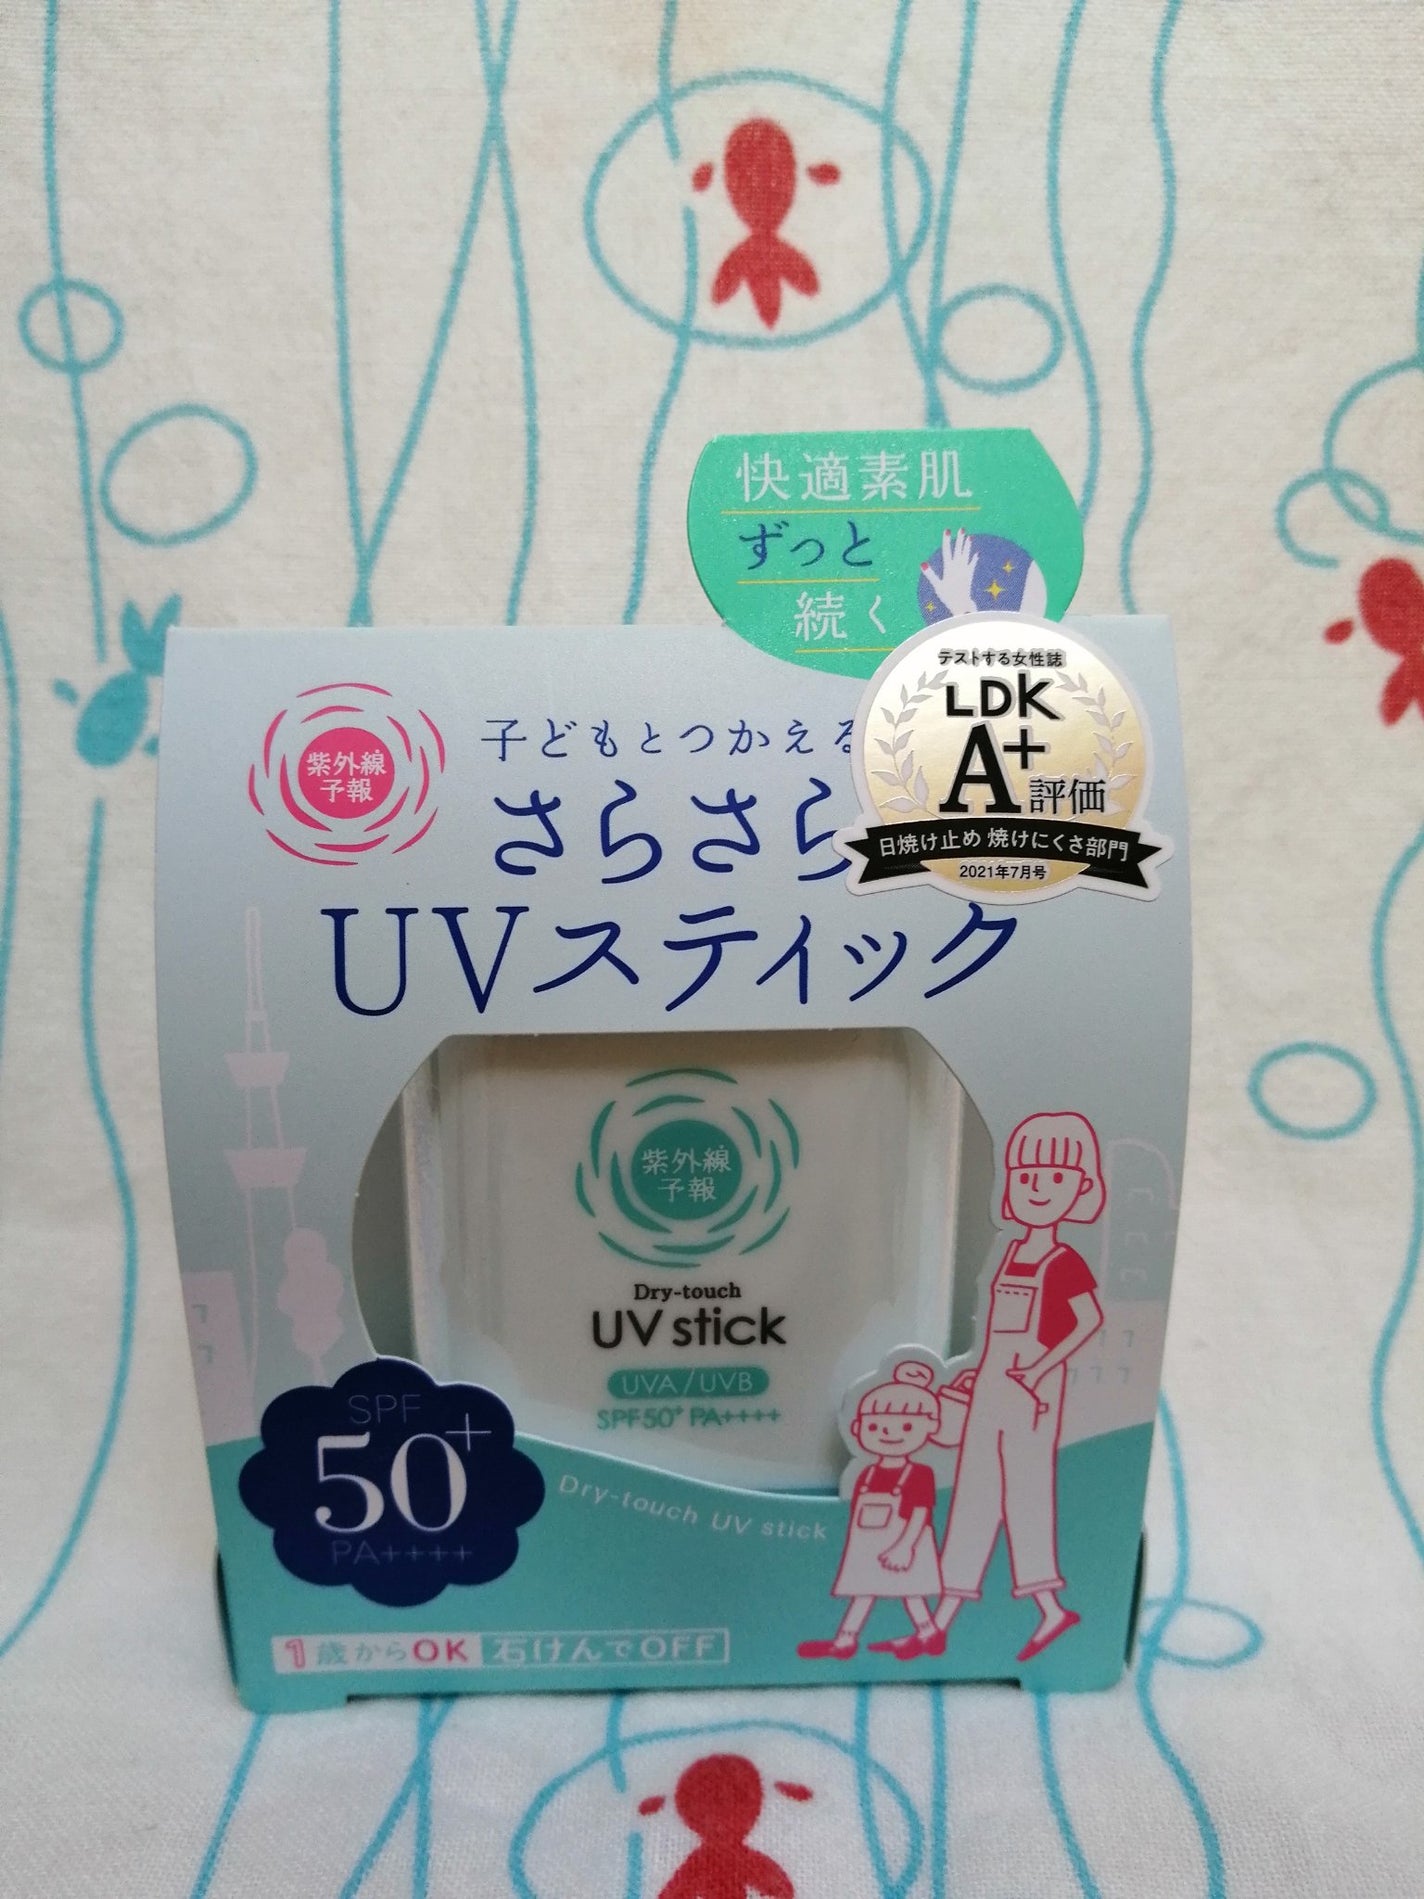 快適素肌
ずっと
続く
テストする女性誌
LDK
A+
評価
日焼け止め 焼けにくさ部門
2021年7月号
紫外線
予報
子どもとつかえる
さらさら
UVスティック
紫外線
予報
Dry-touch
UV stick
UVA/UVB
SPF50+ PA++++
SPF
50+
PA++++
Dry-touch UV stick
1歳からOK 石けんでOFF